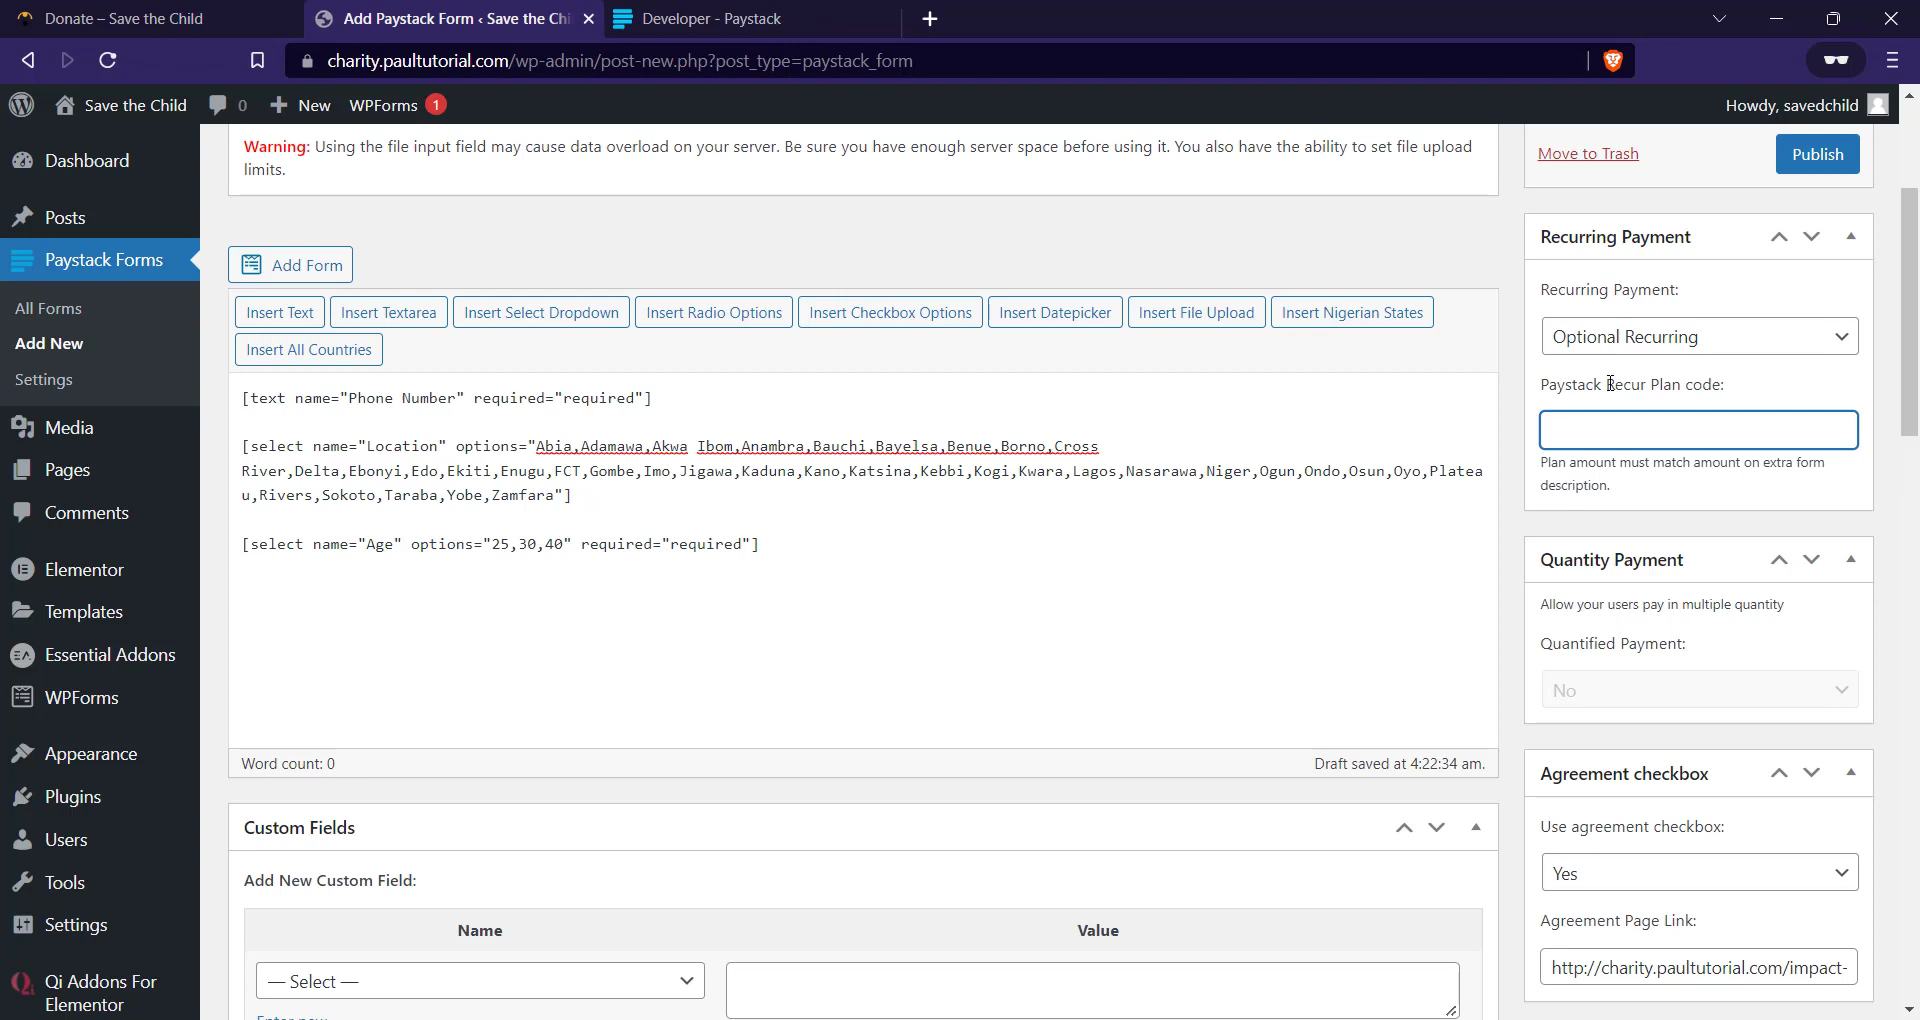 Donate – Save the Child
Add Paystack Form ‹ Save the Chi
Developer - Paystack
charity.paultutorial.com/wp-admin/post-new.php?post_type=paystack_form
Save the Child
0
New
WPForms
1
Howdy, savedchild
Dashboard
Posts
Paystack Forms
All Forms
Add New
Settings
Media
Pages
Comments
Elementor
Templates
Essential Addons
WPForms
Appearance
Plugins
Users
Tools
Settings
Qi Addons For
Elementor
Warning: Using the file input field may cause data overload on your server. Be sure you have enough server space before using it. You also have the ability to set file upload
limits.
Add Form
Insert Text
Insert Textarea
Insert Select Dropdown
Insert Radio Options
Insert Checkbox Options
Insert Datepicker
Insert File Upload
Insert Nigerian States
Insert All Countries
[text name="Phone Number" required="required"]
[select name="Location" options="Abia,Adamawa,Akwa Ibom,Anambra,Bauchi,Bayelsa,Benue,Borno,Cross
River,Delta,Ebonyi,Edo,Ekiti,Enugu,FCT,Gombe,Imo,Jigawa,Kaduna,Kano,Katsina,Kebbi,Kogi,Kwara,Lagos,Nasarawa,Niger,Ogun,Ondo,Osun,Oyo,Platea
u,Rivers,Sokoto,Taraba,Yobe,Zamfara"]
[select name="Age" options="25,30,40" required="required"]
Word count: 0
Draft saved at 4:22:34 am.
Custom Fields
Add New Custom Field:
Name
Value
— Select —
Enter new
Move to Trash
Publish
Recurring Payment
Recurring Payment:
Optional Recurring
Paystack Recur Plan code:
Plan amount must match amount on extra form
description.
Quantity Payment
Allow your users pay in multiple quantity
Quantified Payment:
No
Agreement checkbox
Use agreement checkbox:
Yes
Agreement Page Link:
http://charity.paultutorial.com/impact-